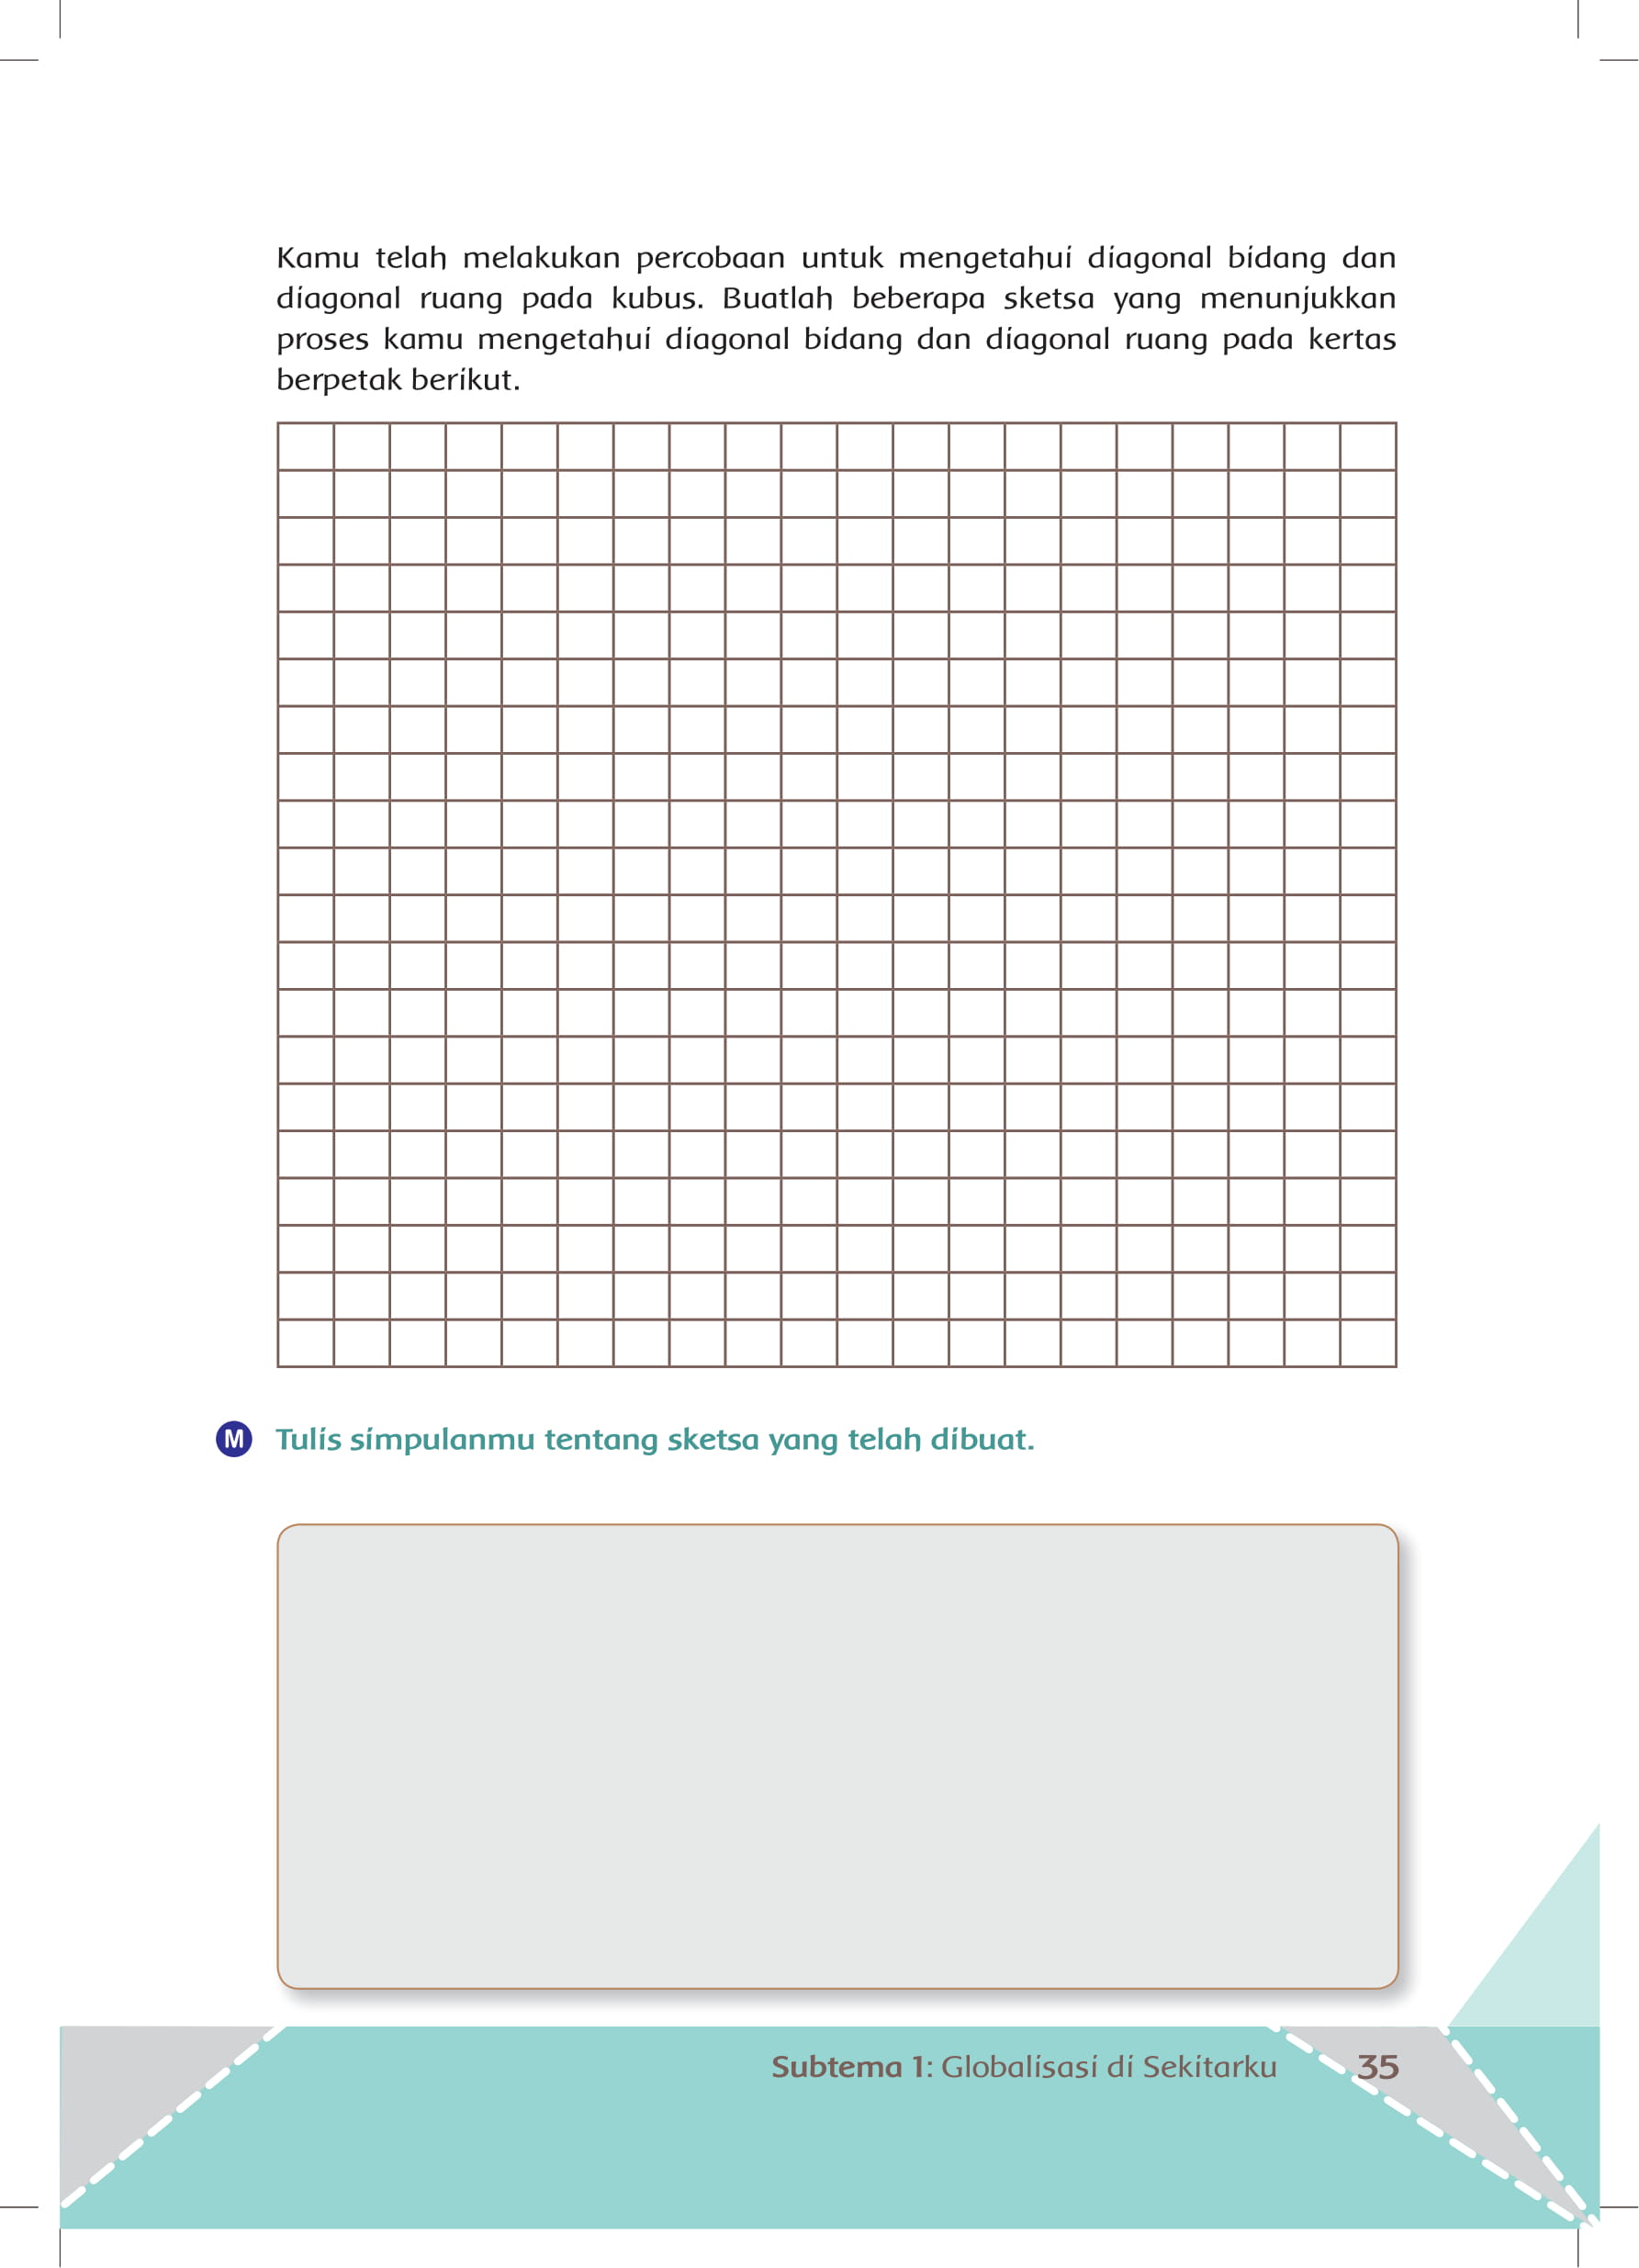 Kamu telah melakukan percobaan untuk mengetahui diagonal bidang dan
diagonal ruang pada kubus. Buatlah beberapa sketsa yang menunjukkan
proses kamu mengetahui diagonal bidang dan diagonal ruang pada kertas
berpetak berikut.
M Tulis simpulanmu tentang sketsa yang telah dibuat.
Subtema 1: Globalisasi di Sekitarku 35